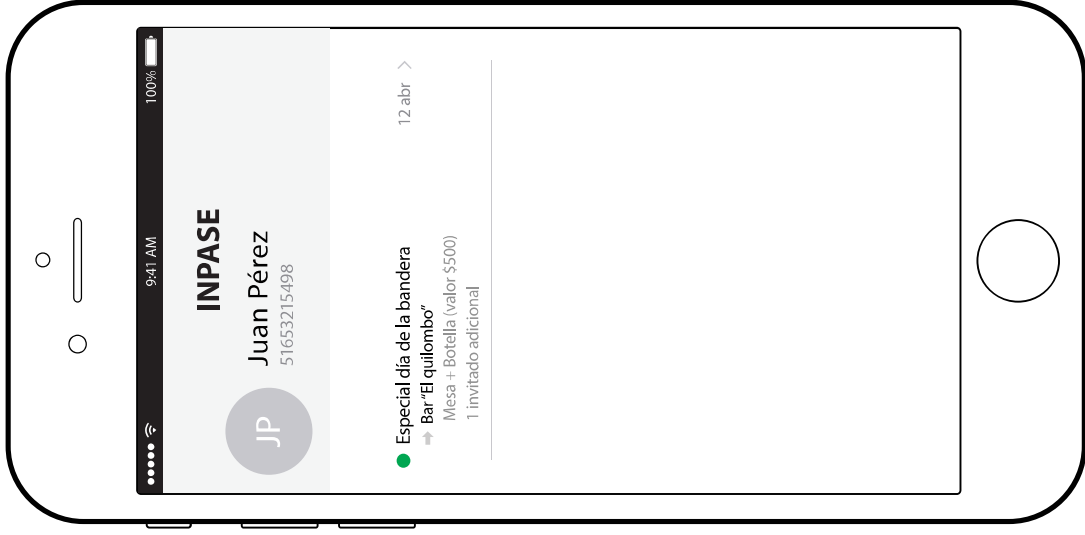 9:41 AM
100%
INPASE
JP
Juan Pérez
51653215498
Especial día de la bandera
12 abr
Bar “El quilombo”
Mesa + Botella (valor $500)
1 invitado adicional